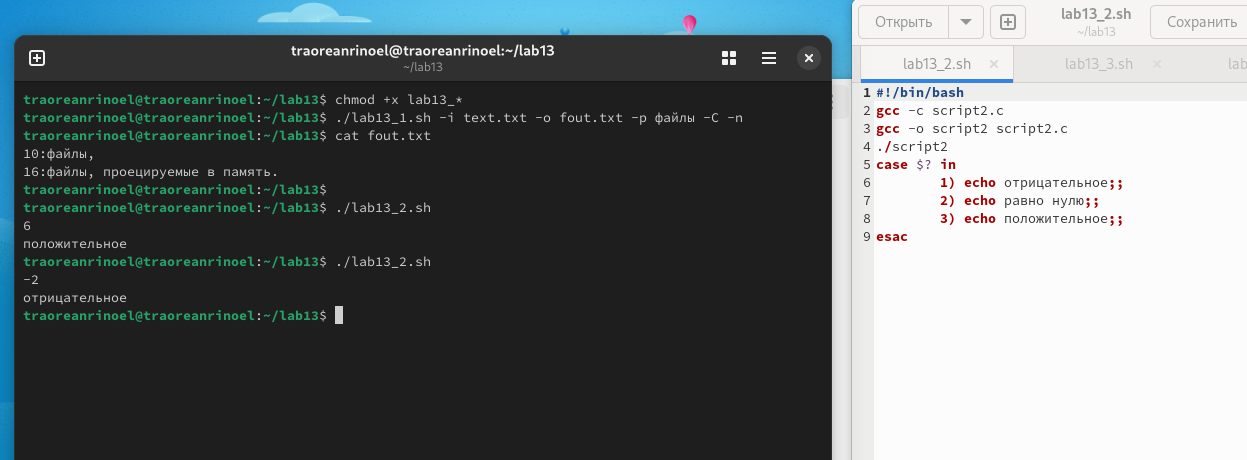 traoreanrinoel@traoreanrinoel:~/lab13
~/lab13
traoreanrinoel@traoreanrinoel:~/lab13$ chmod +x lab13_*
traoreanrinoel@traoreanrinoel:~/lab13$ ./lab13_1.sh -i text.txt -o fout.txt -p файлы -C -n
traoreanrinoel@traoreanrinoel:~/lab13$ cat fout.txt
10:файлы,
16:файлы, проецируемые в память.
traoreanrinoel@traoreanrinoel:~/lab13$
traoreanrinoel@traoreanrinoel:~/lab13$ ./lab13_2.sh
6
положительное
traoreanrinoel@traoreanrinoel:~/lab13$ ./lab13_2.sh
-2
отрицательное
traoreanrinoel@traoreanrinoel:~/lab13$
Открыть
lab13_2.sh
~/lab13
Сохранить
lab13_2.sh
lab13_3.sh
lab
1 #!/bin/bash
2 gcc -c script2.c
3 gcc -o script2 script2.c
4 ./script2
5 case $? in
6 1) echo отрицательное;;
7 2) echo равно нулю;;
8 3) echo положительное;;
9 esac